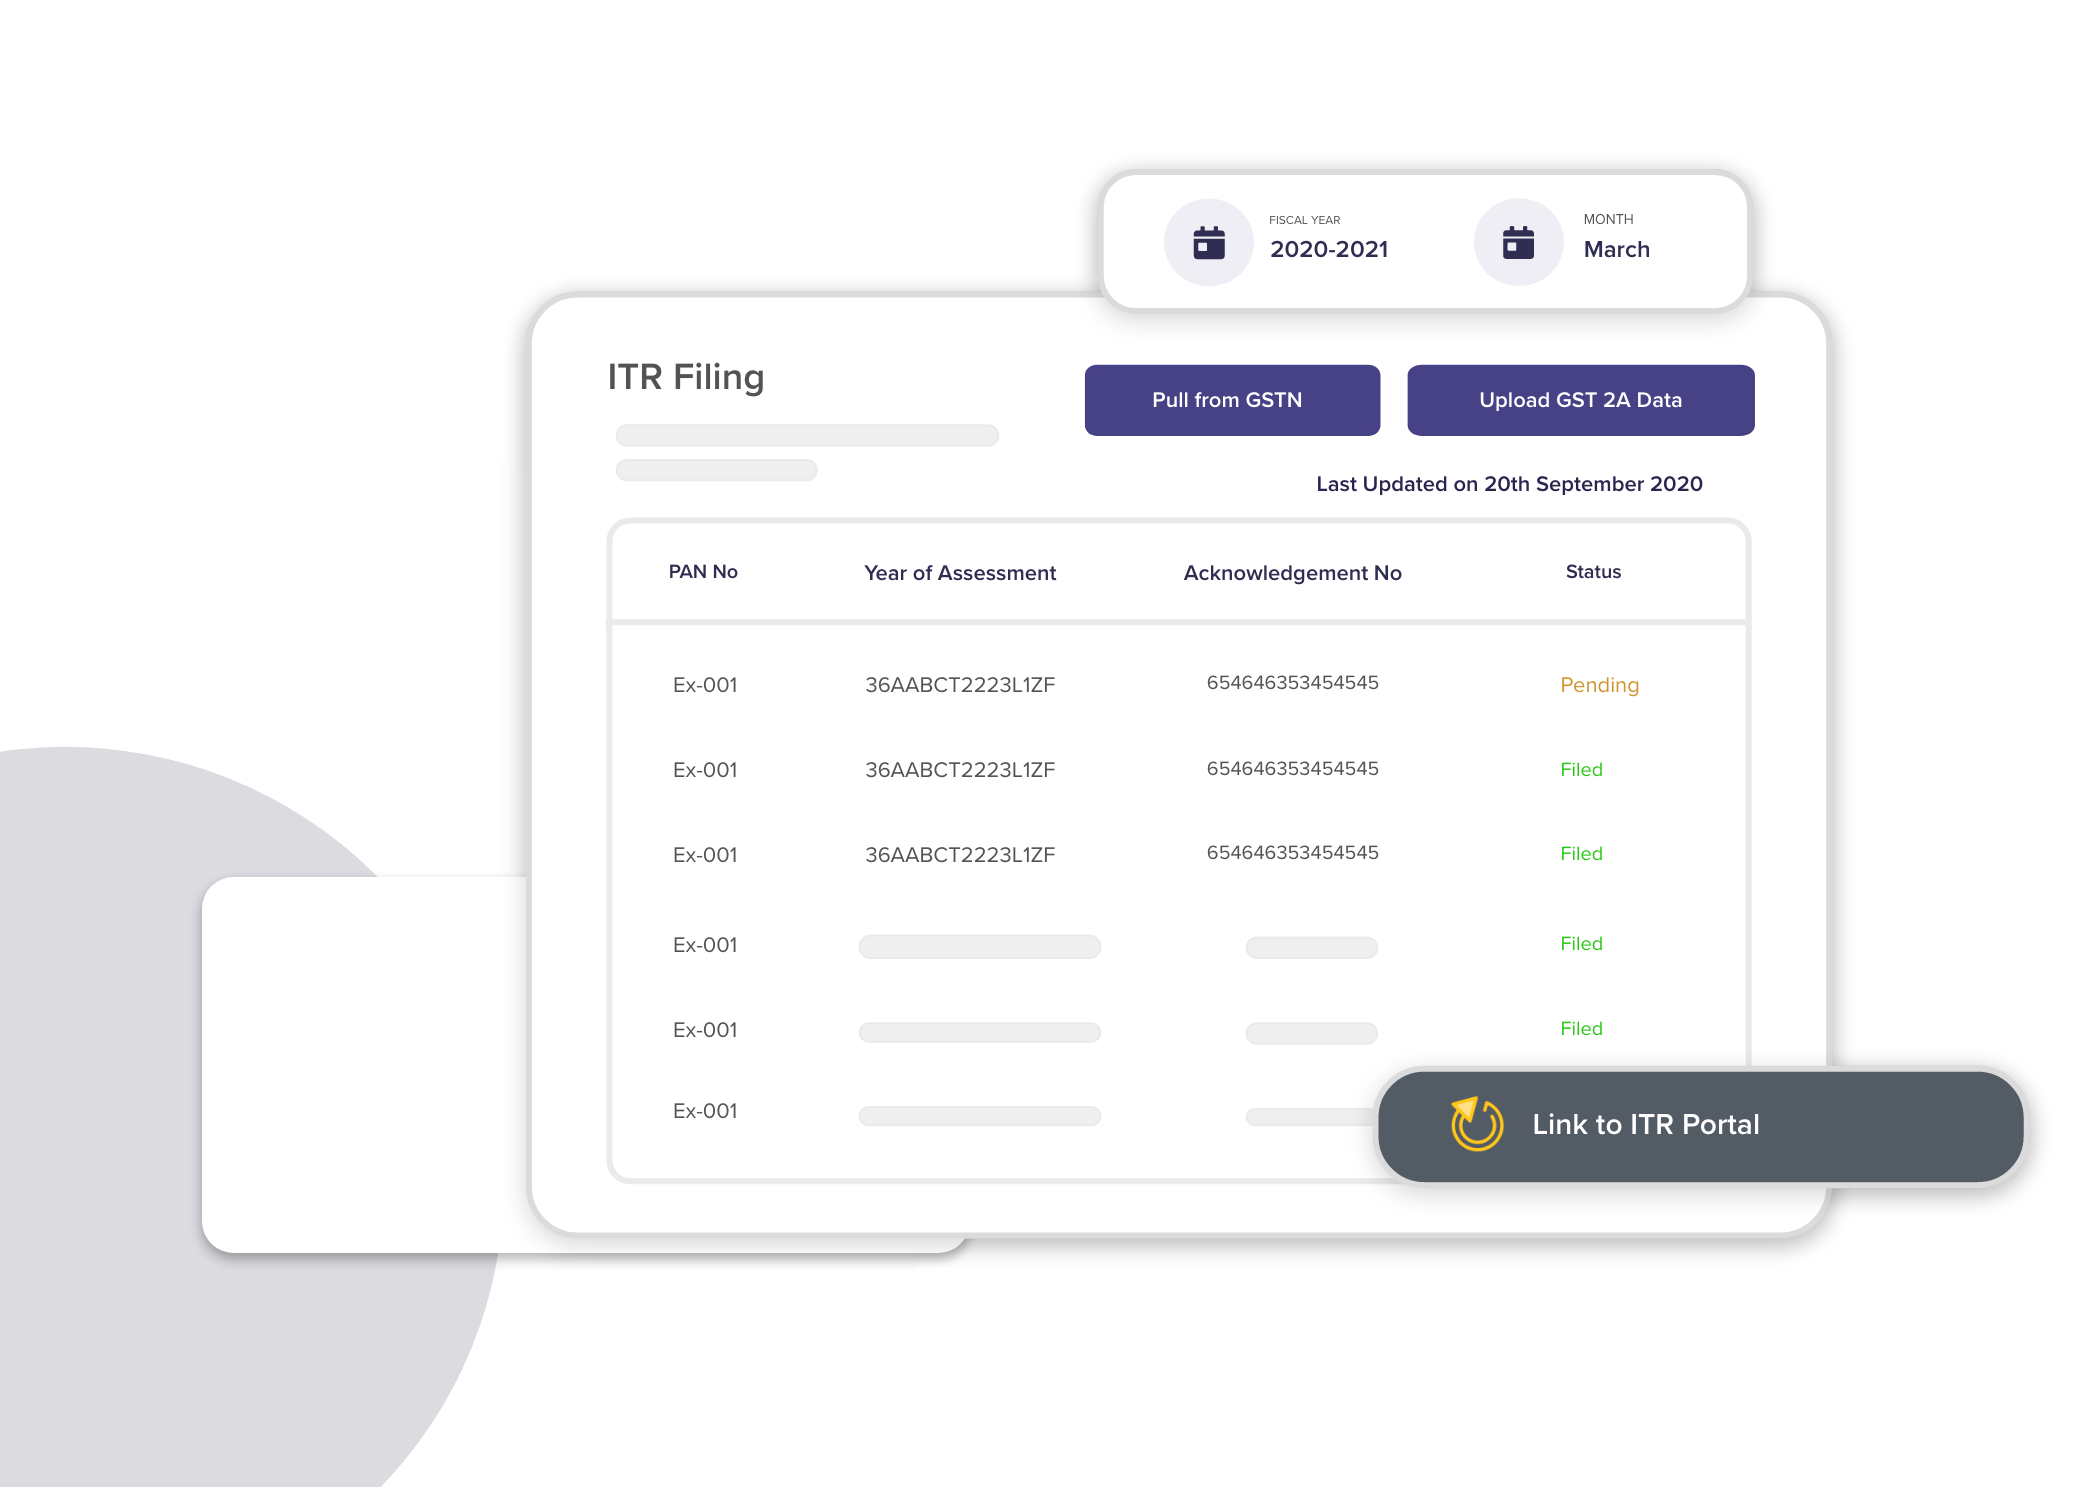 FISCAL YEAR
2020-2021
MONTH
March
ITR Filing
Pull from GSTN
Upload GST 2A Data
Last Updated on 20th September 2020
PAN No Year of Assessment Acknowledgement No Status
Ex-001 36AABCT2223L1ZF 654646353454545 Pending
Ex-001 36AABCT2223L1ZF 654646353454545 Filed
Ex-001 36AABCT2223L1ZF 654646353454545 Filed
Ex-001 Filed
Ex-001 Filed
Ex-001
Link to ITR Portal